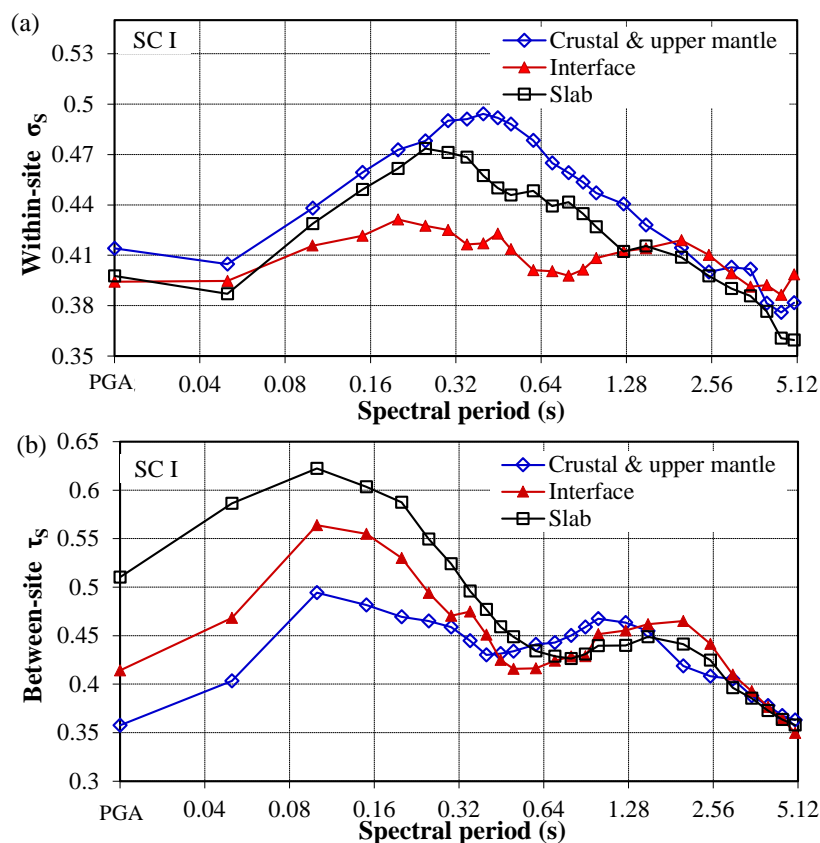 (a)
SC I
Crustal & upper mantle
Interface
Slab
Within-site σS
0.53
0.5
0.47
0.44
0.41
0.38
0.35
PGA 0.04 0.08 0.16 0.32 0.64 1.28 2.56 5.12
Spectral period (s)
(b)
SC I
Crustal & upper mantle
Interface
Slab
Between-site τS
0.65
0.6
0.55
0.5
0.45
0.4
0.35
0.3
PGA 0.04 0.08 0.16 0.32 0.64 1.28 2.56 5.12
Spectral period (s)